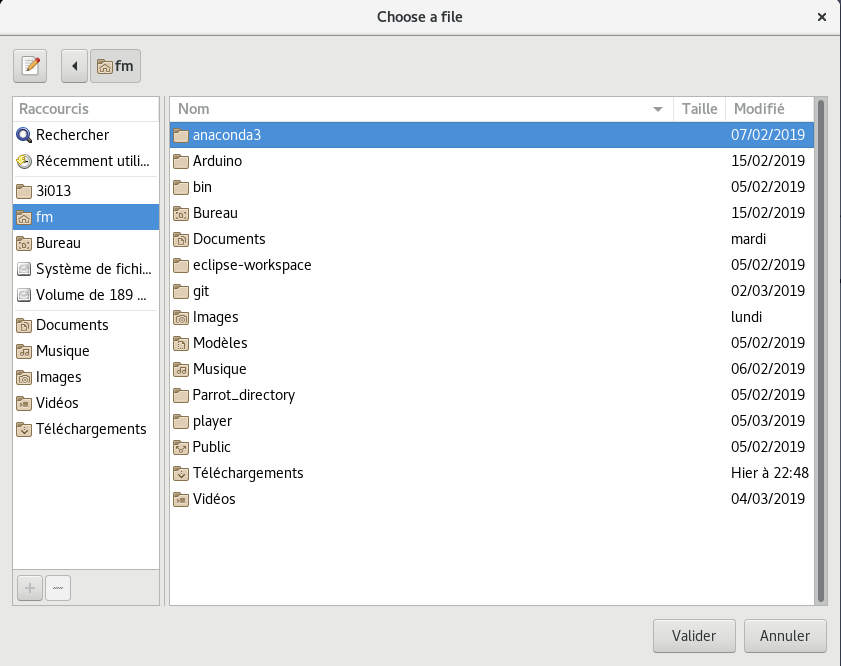 Choose a file
fm
Raccourcis
Rechercher
Récemment utili...
3i013
fm
Bureau
Système de fichi...
Volume de 189 ...
Documents
Musique
Images
Vidéos
Téléchargements
Nom Taille Modifié
anaconda3 07/02/2019
Arduino 15/02/2019
bin 05/02/2019
Bureau 15/02/2019
Documents mardi
eclipse-workspace 05/02/2019
git 02/03/2019
Images lundi
Modèles 05/02/2019
Musique 06/02/2019
Parrot_directory 05/02/2019
player 05/03/2019
Public 05/02/2019
Téléchargements Hier à 22:48
Vidéos 04/03/2019
Valider Annuler